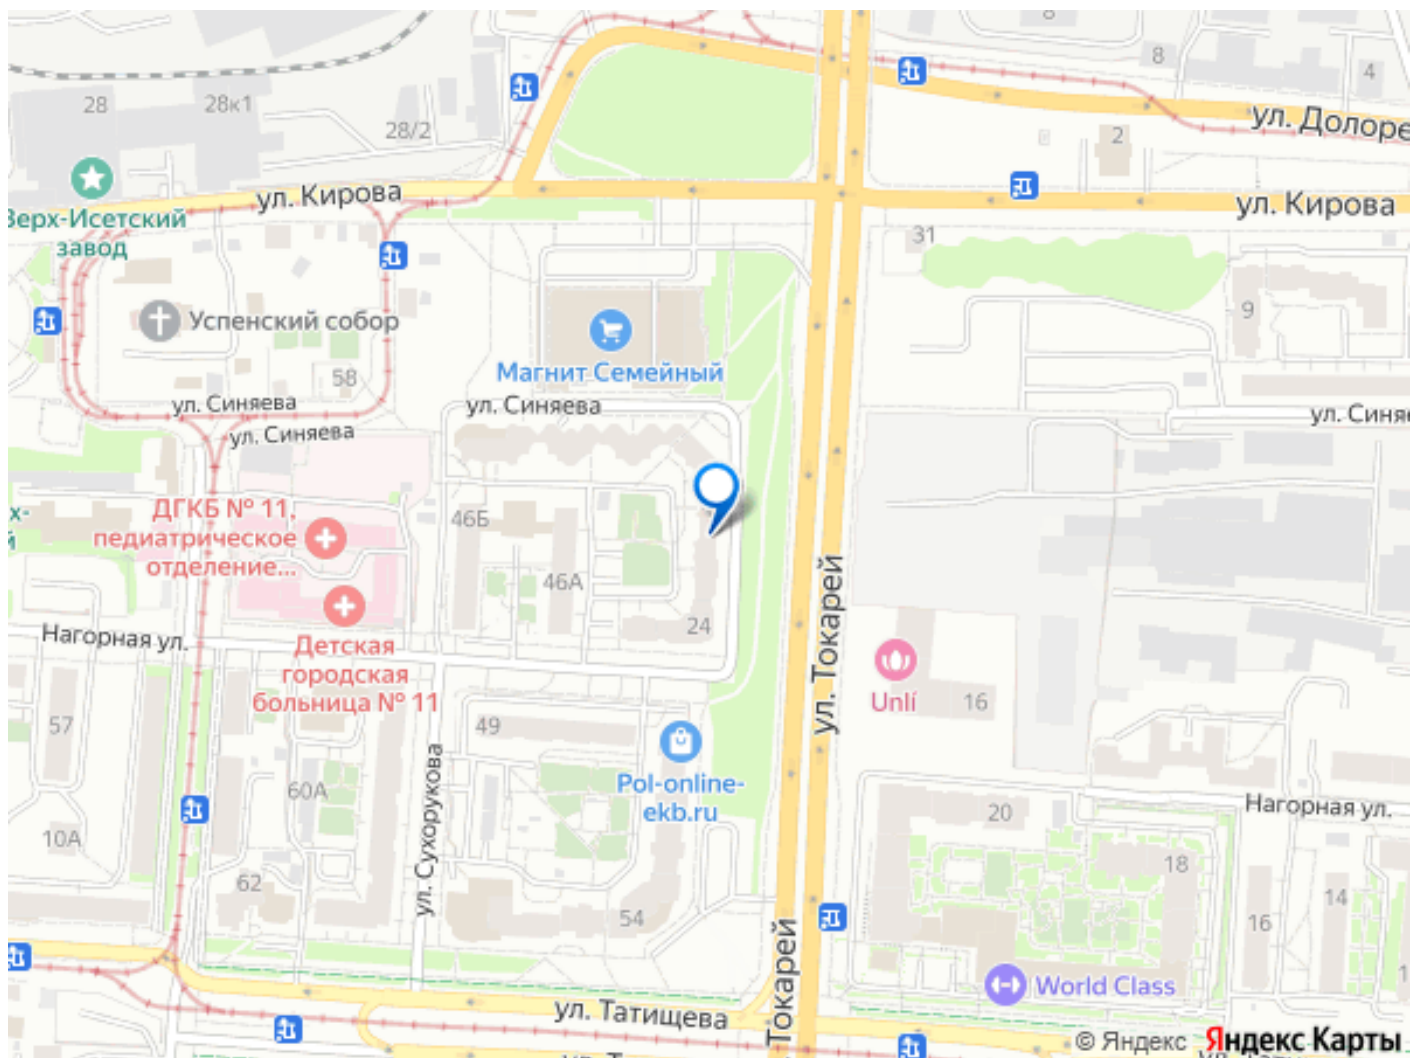 8
8
4
28
28к1
28/2
ул. Долоре
2
ул. Кирова
ул. Кирова
Верх-Исетский
завод
31
Успенский собор
9
58
Магнит Семейный
ул. Синяева
ул. Синяева
ул. Синяе
ул. Синяева
х-
й
ДГКБ № 11,
педиатрическое
отделение...
46Б
46А
24
Нагорная ул.
Детская
городская
больница № 11
ул. Токарей
Unlí
16
57
49
Pol-online-
ekb.ru
60А
ул. Сухорукова
Нагорная ул.
20
10А
18
62
54
14
16
1
Токарей
World Class
ул. Татищева
© Яндекс Яндекс Карты